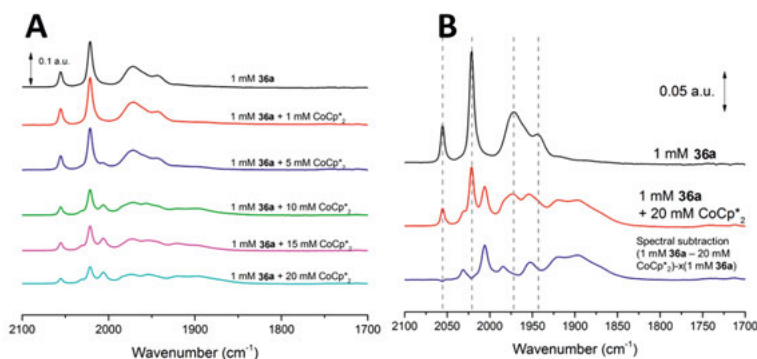 A
0.1 a.u.
1 mM 36a
1 mM 36a + 1 mM CoCp*2
1 mM 36a + 5 mM CoCp*2
1 mM 36a + 10 mM CoCp*2
1 mM 36a + 15 mM CoCp*2
1 mM 36a + 20 mM CoCp*2
2100 2000 1900 1800 1700
Wavenumber (cm-1)
B
0.05 a.u.
1 mM 36a
1 mM 36a
+ 20 mM CoCp*2
Spectral subtraction
(1 mM 36a – 20 mM
CoCp*2)-x(1 mM 36a)
2100 2050 2000 1950 1900 1850 1800 1750 1700
Wavenumber (cm-1)